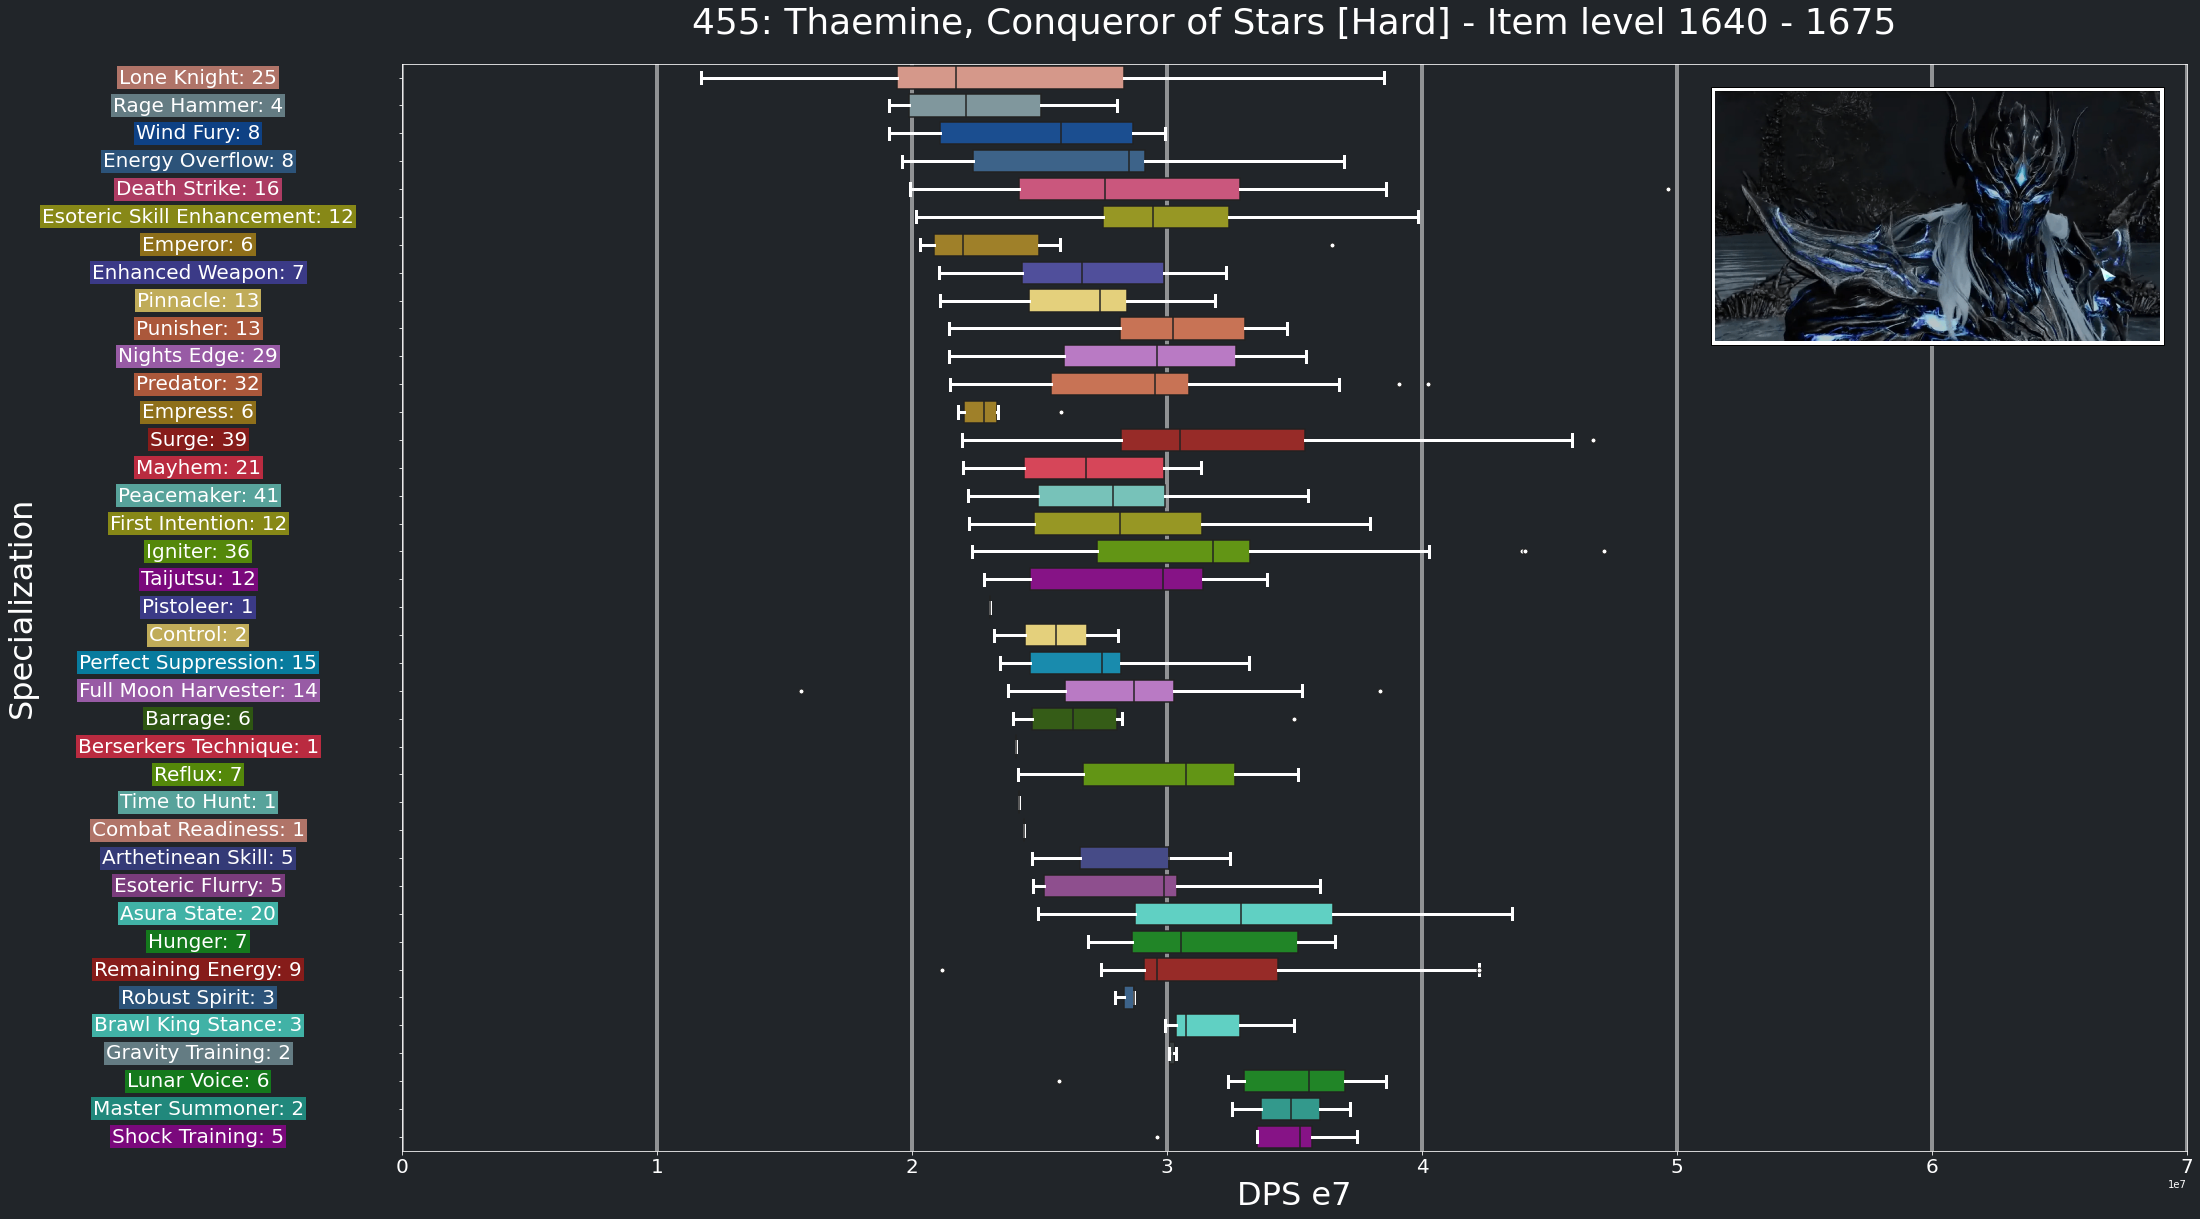 455: Thaemine, Conqueror of Stars [Hard] - Item level 1640 - 1675
Specialization
Lone Knight: 25
Rage Hammer: 4
Wind Fury: 8
Energy Overflow: 8
Death Strike: 16
Esoteric Skill Enhancement: 12
Emperor: 6
Enhanced Weapon: 7
Pinnacle: 13
Punisher: 13
Nights Edge: 29
Predator: 32
Empress: 6
Surge: 39
Mayhem: 21
Peacemaker: 41
First Intention: 12
Igniter: 36
Taijutsu: 12
Pistoleer: 1
Control: 2
Perfect Suppression: 15
Full Moon Harvester: 14
Barrage: 6
Berserkers Technique: 1
Reflux: 7
Time to Hunt: 1
Combat Readiness: 1
Arthetinean Skill: 5
Esoteric Flurry: 5
Asura State: 20
Hunger: 7
Remaining Energy: 9
Robust Spirit: 3
Brawl King Stance: 3
Gravity Training: 2
Lunar Voice: 6
Master Summoner: 2
Shock Training: 5
0 1 2 3 4 5 6 7
1e7
DPS e7